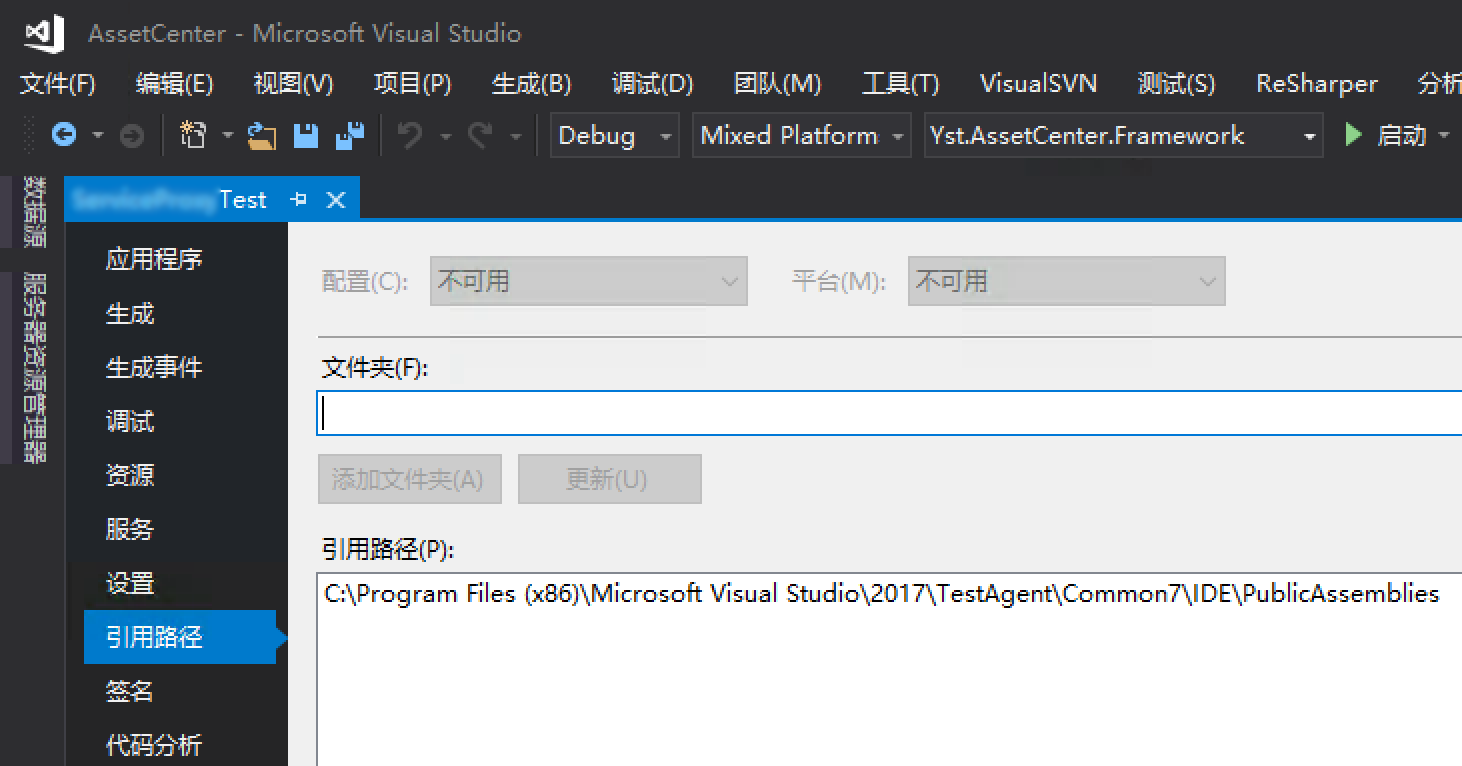 AssetCenter - Microsoft Visual Studio
文件(F) 编辑(E) 视图(V) 项目(P) 生成(B) 调试(D) 团队(M) 工具(T) VisualSVN 测试(S) ReSharper 分析
Debug Mixed Platform Yst.AssetCenter.Framework 启动
数据源
服务器资源管理器
Test
应用程序
生成
生成事件
调试
资源
服务
设置
引用路径
签名
代码分析
配置(C): 不可用 平台(M): 不可用
文件夹(F):
添加文件夹(A) 更新(U)
引用路径(P):
C:\Program Files (x86)\Microsoft Visual Studio\2017\TestAgent\Common7\IDE\PublicAssemblies